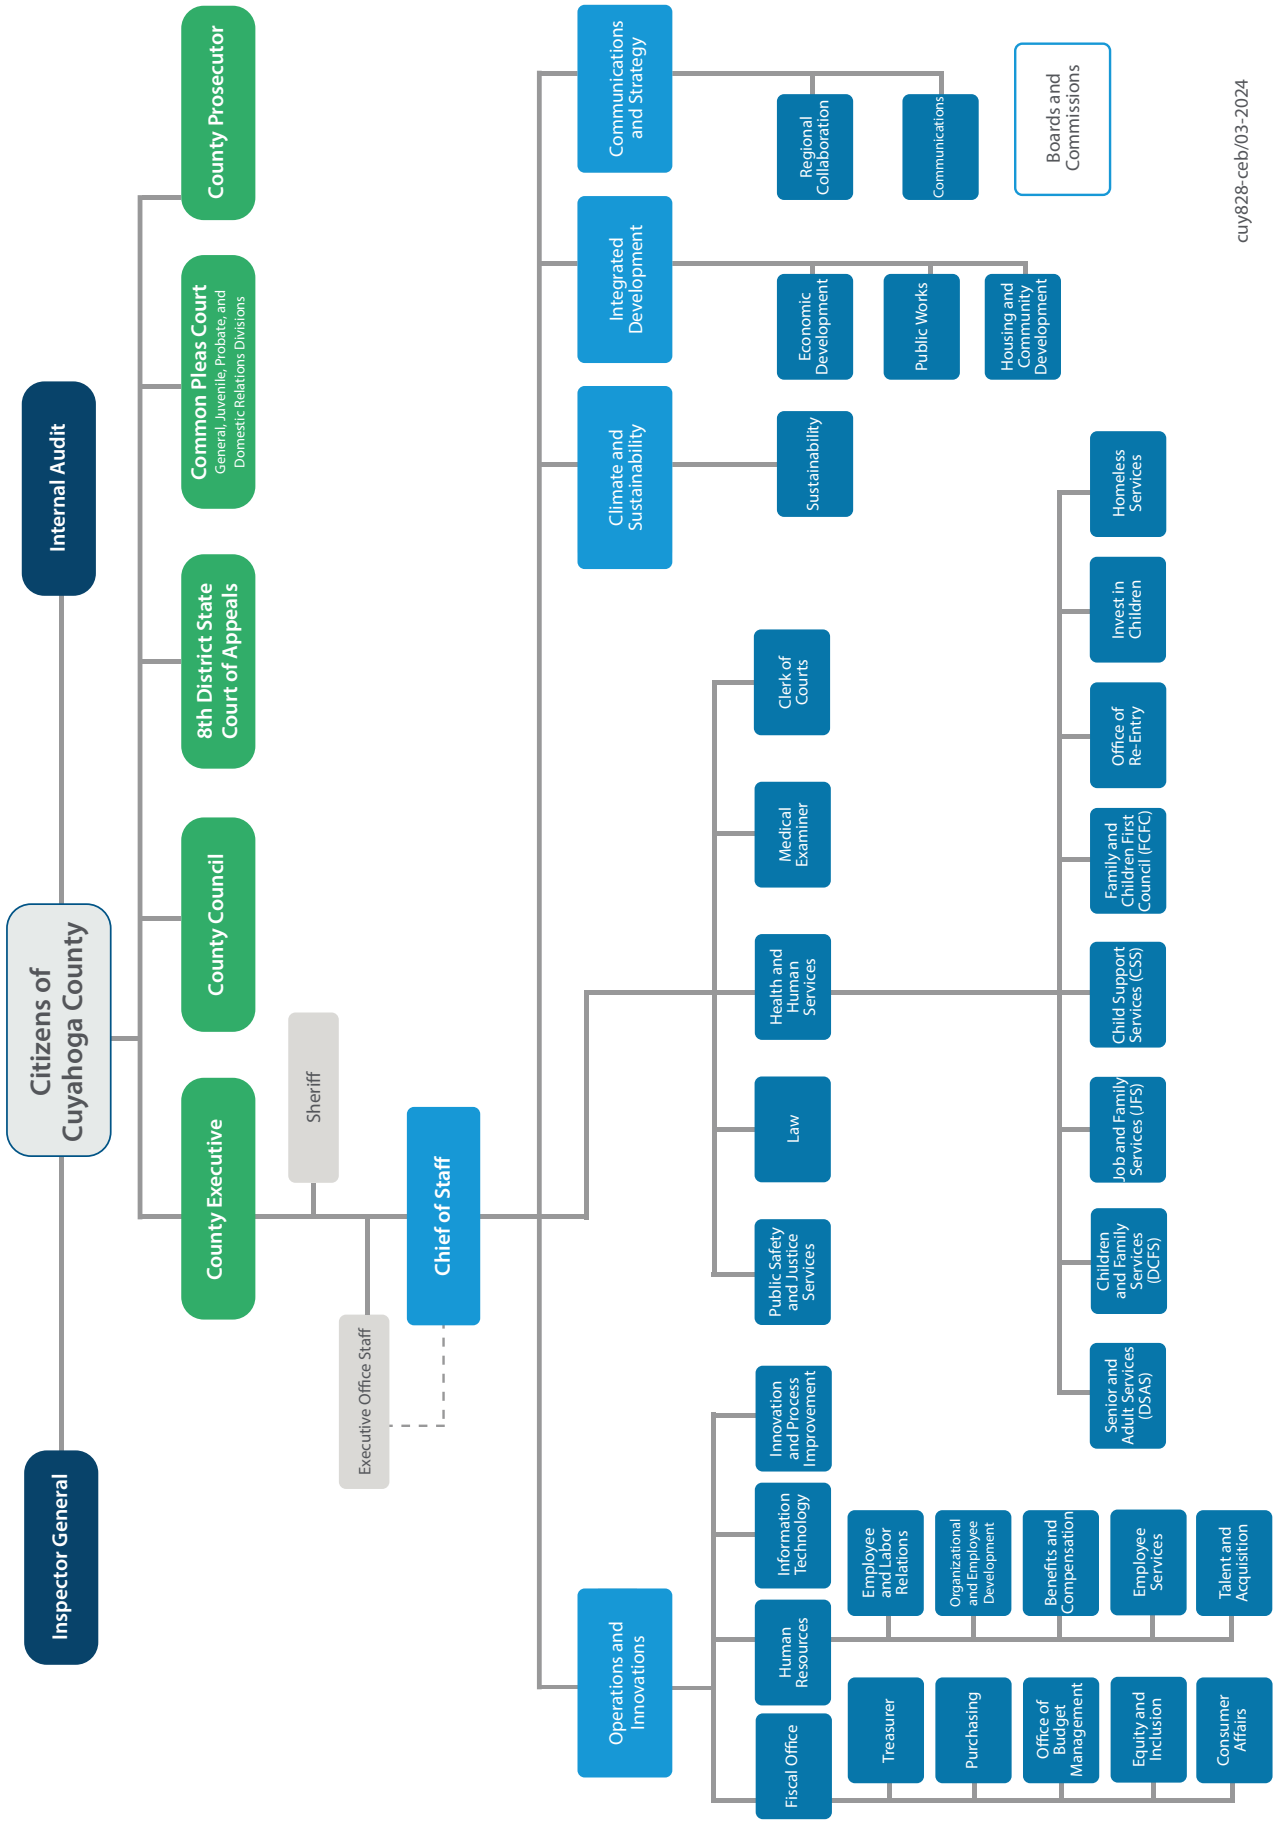 Citizens of
Cuyahoga County
Inspector General
Internal Audit
County Executive
County Council
8th District State
Court of Appeals
Common Pleas Court
General, Juvenile, Probate, and
Domestic Relations Divisions
County Prosecutor
Sheriff
Executive Office Staff
Chief of Staff
Operations and
Innovations
Climate and
Sustainability
Integrated
Development
Communications
and Strategy
Fiscal Office
Human
Resources
Information
Technology
Innovation
and Process
Improvement
Public Safety
and Justice
Services
Law
Health and
Human
Services
Medical
Examiner
Clerk of
Courts
Sustainability
Economic
Development
Public Works
Housing and
Community
Development
Regional
Collaboration
Communications
Boards and
Commissions
Treasurer
Purchasing
Office of
Budget
Management
Equity and
Inclusion
Consumer
Affairs
Employee
and Labor
Relations
Organizational
and Employee
Development
Benefits and
Compensation
Employee
Services
Talent and
Acquisition
Senior and
Adult Services
(DSAS)
Children
and Family
Services
(DCFS)
Job and Family
Services (JFS)
Child Support
Services (CSS)
Family and
Children First
Council (FCFC)
Office of
Re-Entry
Invest in
Children
Homeless
Services
cuy828-ceb/03-2024